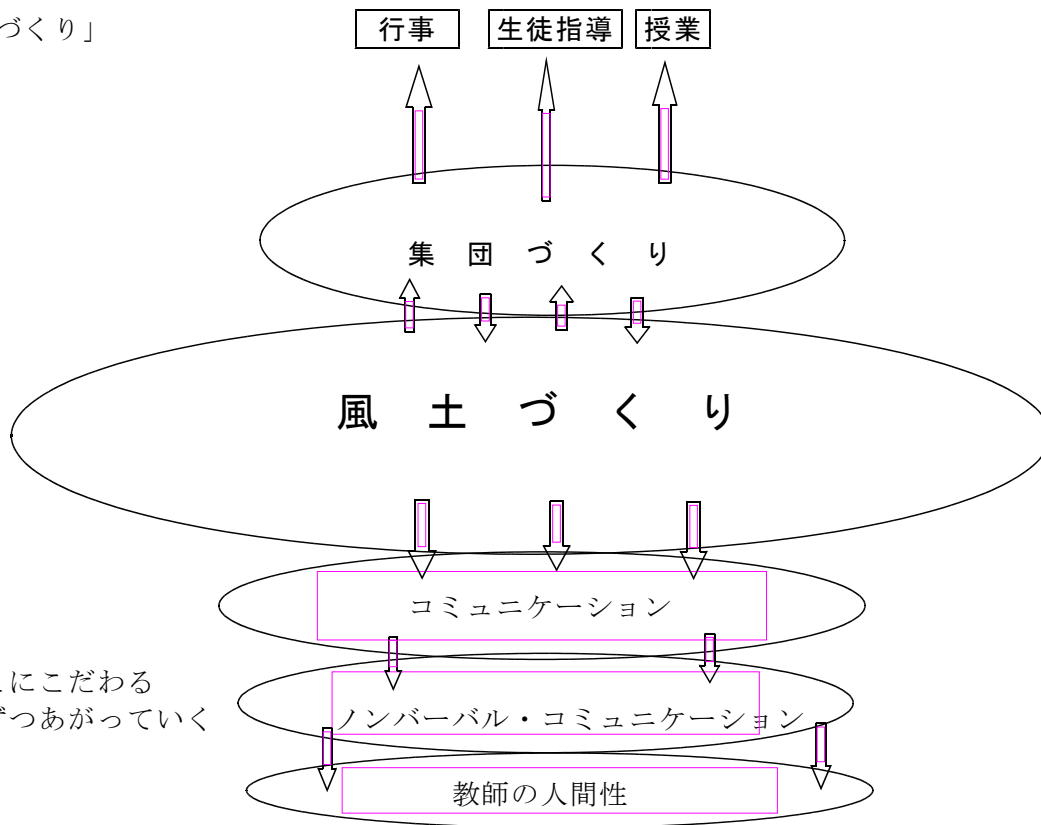 づくり」
行事 生徒指導 授業
集団づくり
風土づくり
コミュニケーション
にこだわる
ずつあがっていく
ノンバーバル・コミュニケーション
教師の人間性